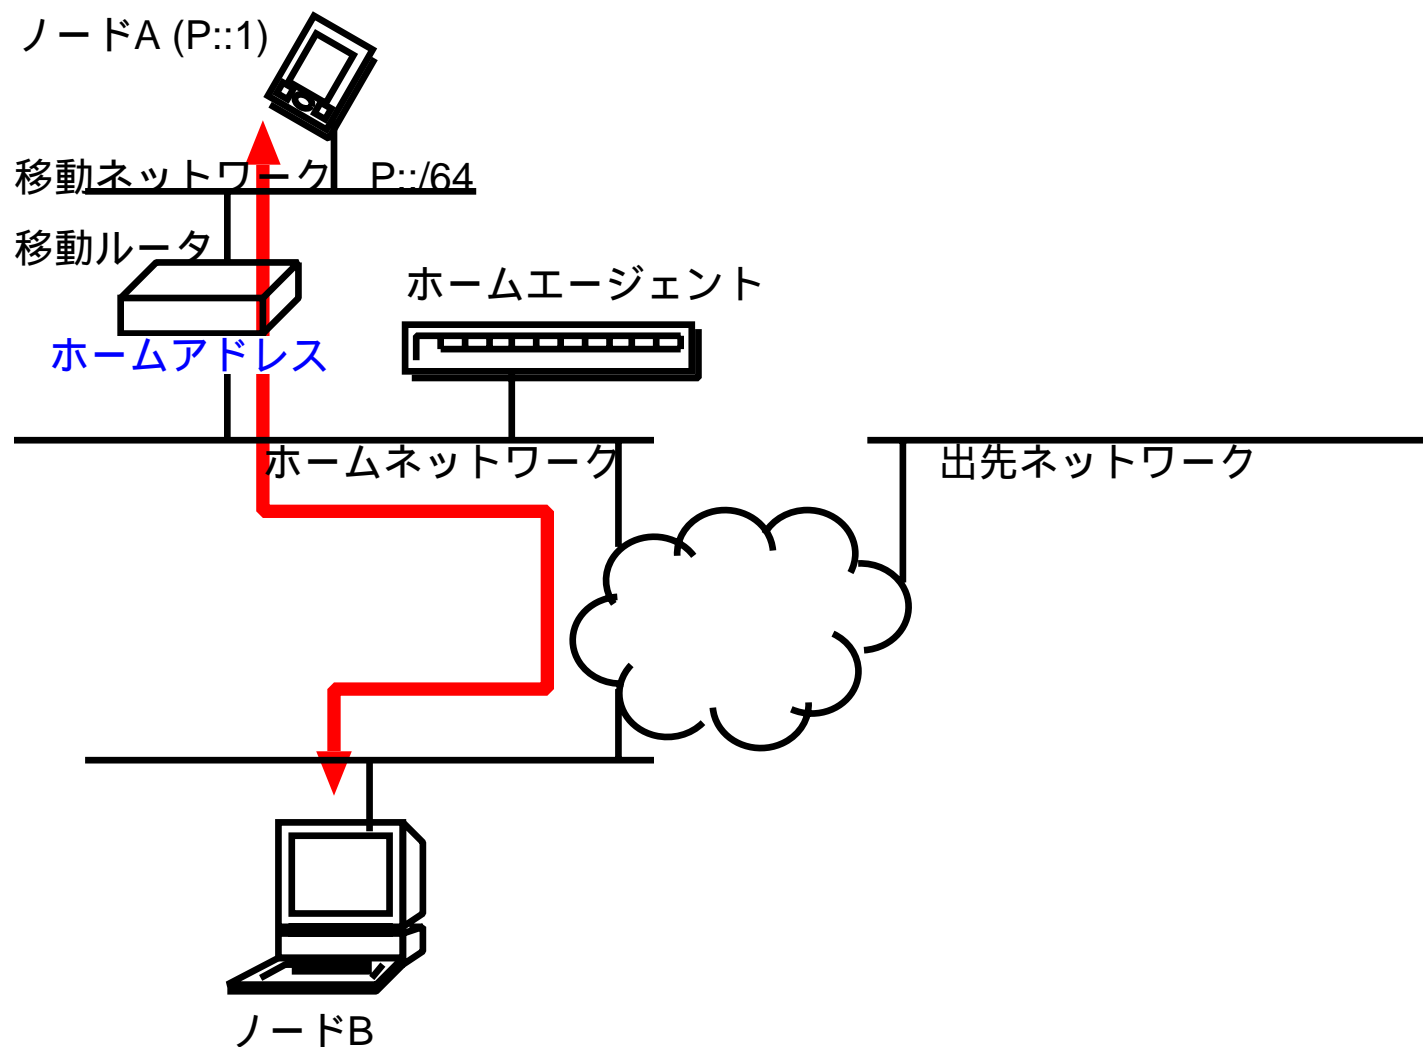 ノードA (P::1)
移動ネットワーク P::/64
移動ルータ
ホームエージェント
ホームアドレス
ホームネットワーク
出先ネットワーク
ノードB